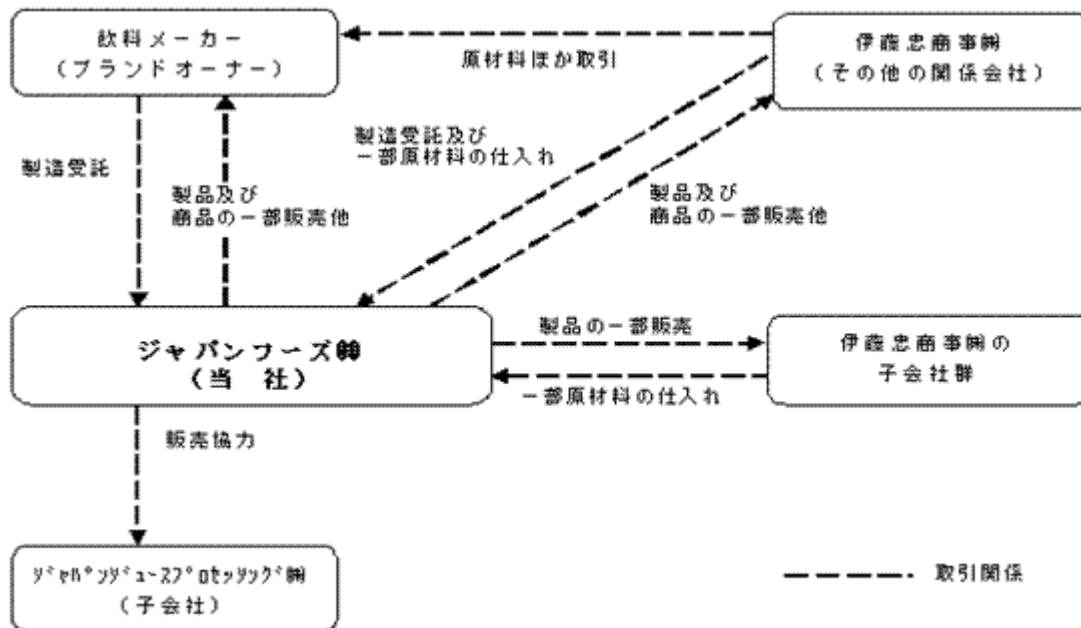 飲料メーカー
(ブランドオーナー)
伊藤忠商事㈱
(その他の関係会社)
原材料ほか取引
製造受託
製品及び
商品の一部販売他
製造受託及び
一部原材料の仕入れ
製品及び
商品の一部販売他
ジャパンフーズ㈱
(当 社)
製品の一部販売
一部原材料の仕入れ
伊藤忠商事㈱の
子会社群
販売協力
ジャパンジュースプロセッシング㈱
(子会社)
取引関係